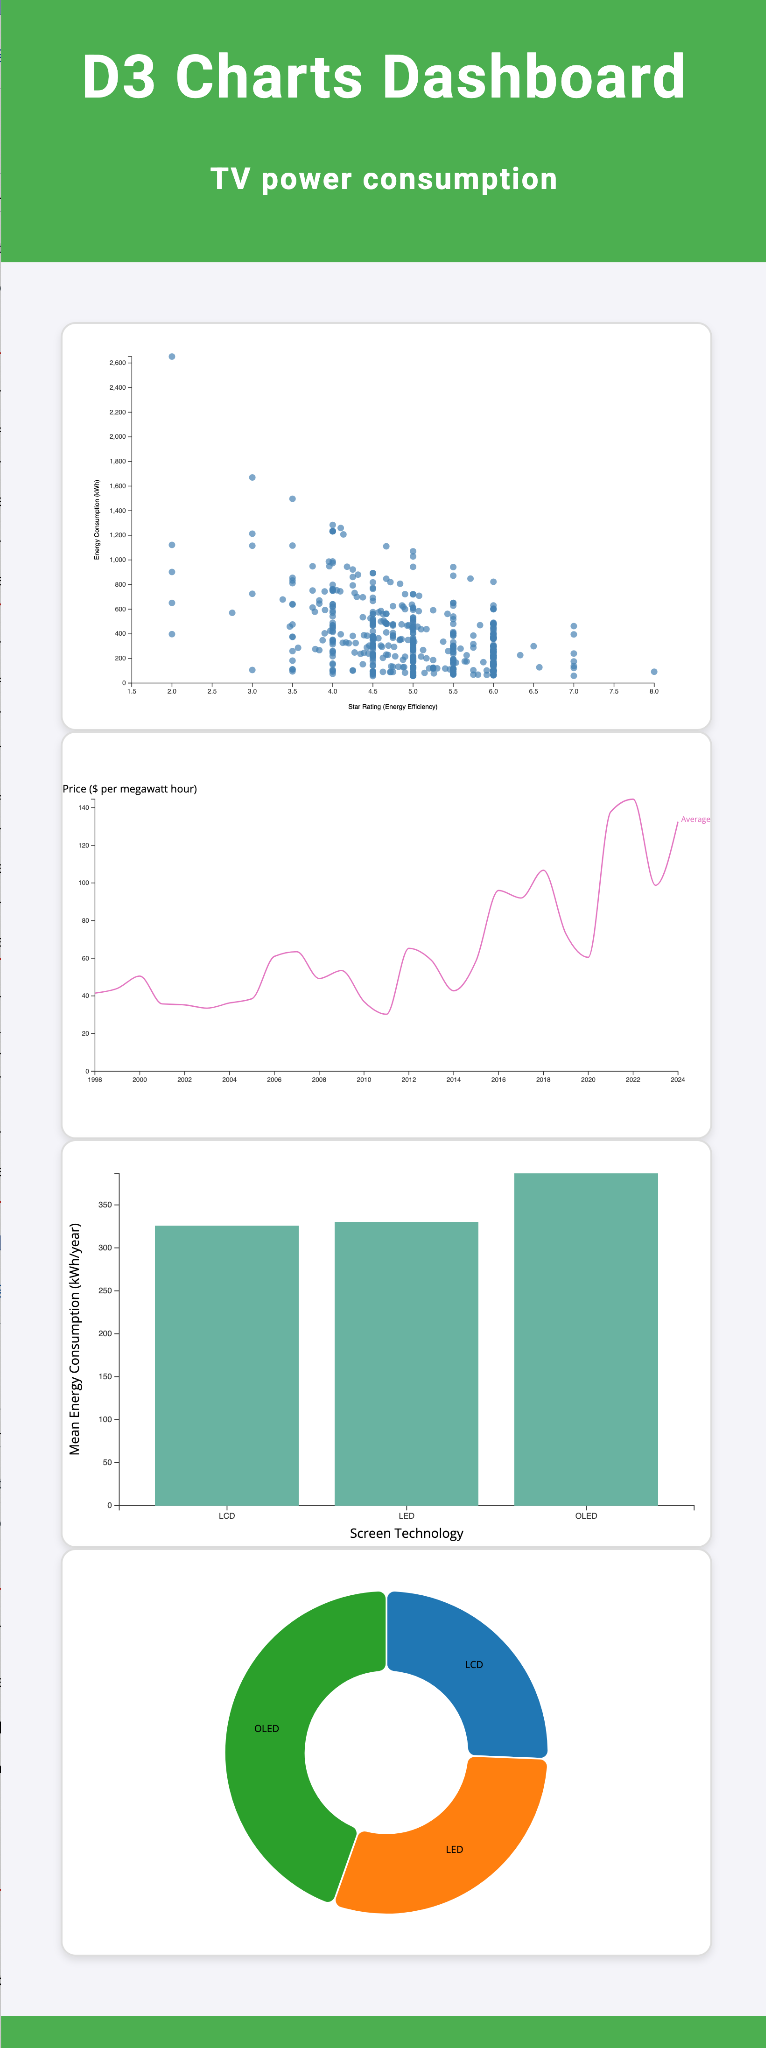 D3 Charts Dashboard
TV power consumption
2,600
2,400
2,200
2,000
1,800
1,600
1,400
1,200
1,000
800
600
400
200
0
Energy Consumption (kWh)
1.5 2.0 2.5 3.0 3.5 4.0 4.5 5.0 5.5 6.0 6.5 7.0 7.5 8.0
Star Rating (Energy Efficiency)
Price ($ per megawatt hour)
140
120
100
80
60
40
20
0
Average
1998 2000 2002 2004 2006 2008 2010 2012 2014 2016 2018 2020 2022 2024
350
300
250
200
150
100
50
0
Mean Energy Consumption (kWh/year)
LCD LED OLED
Screen Technology
LCD
OLED
LED